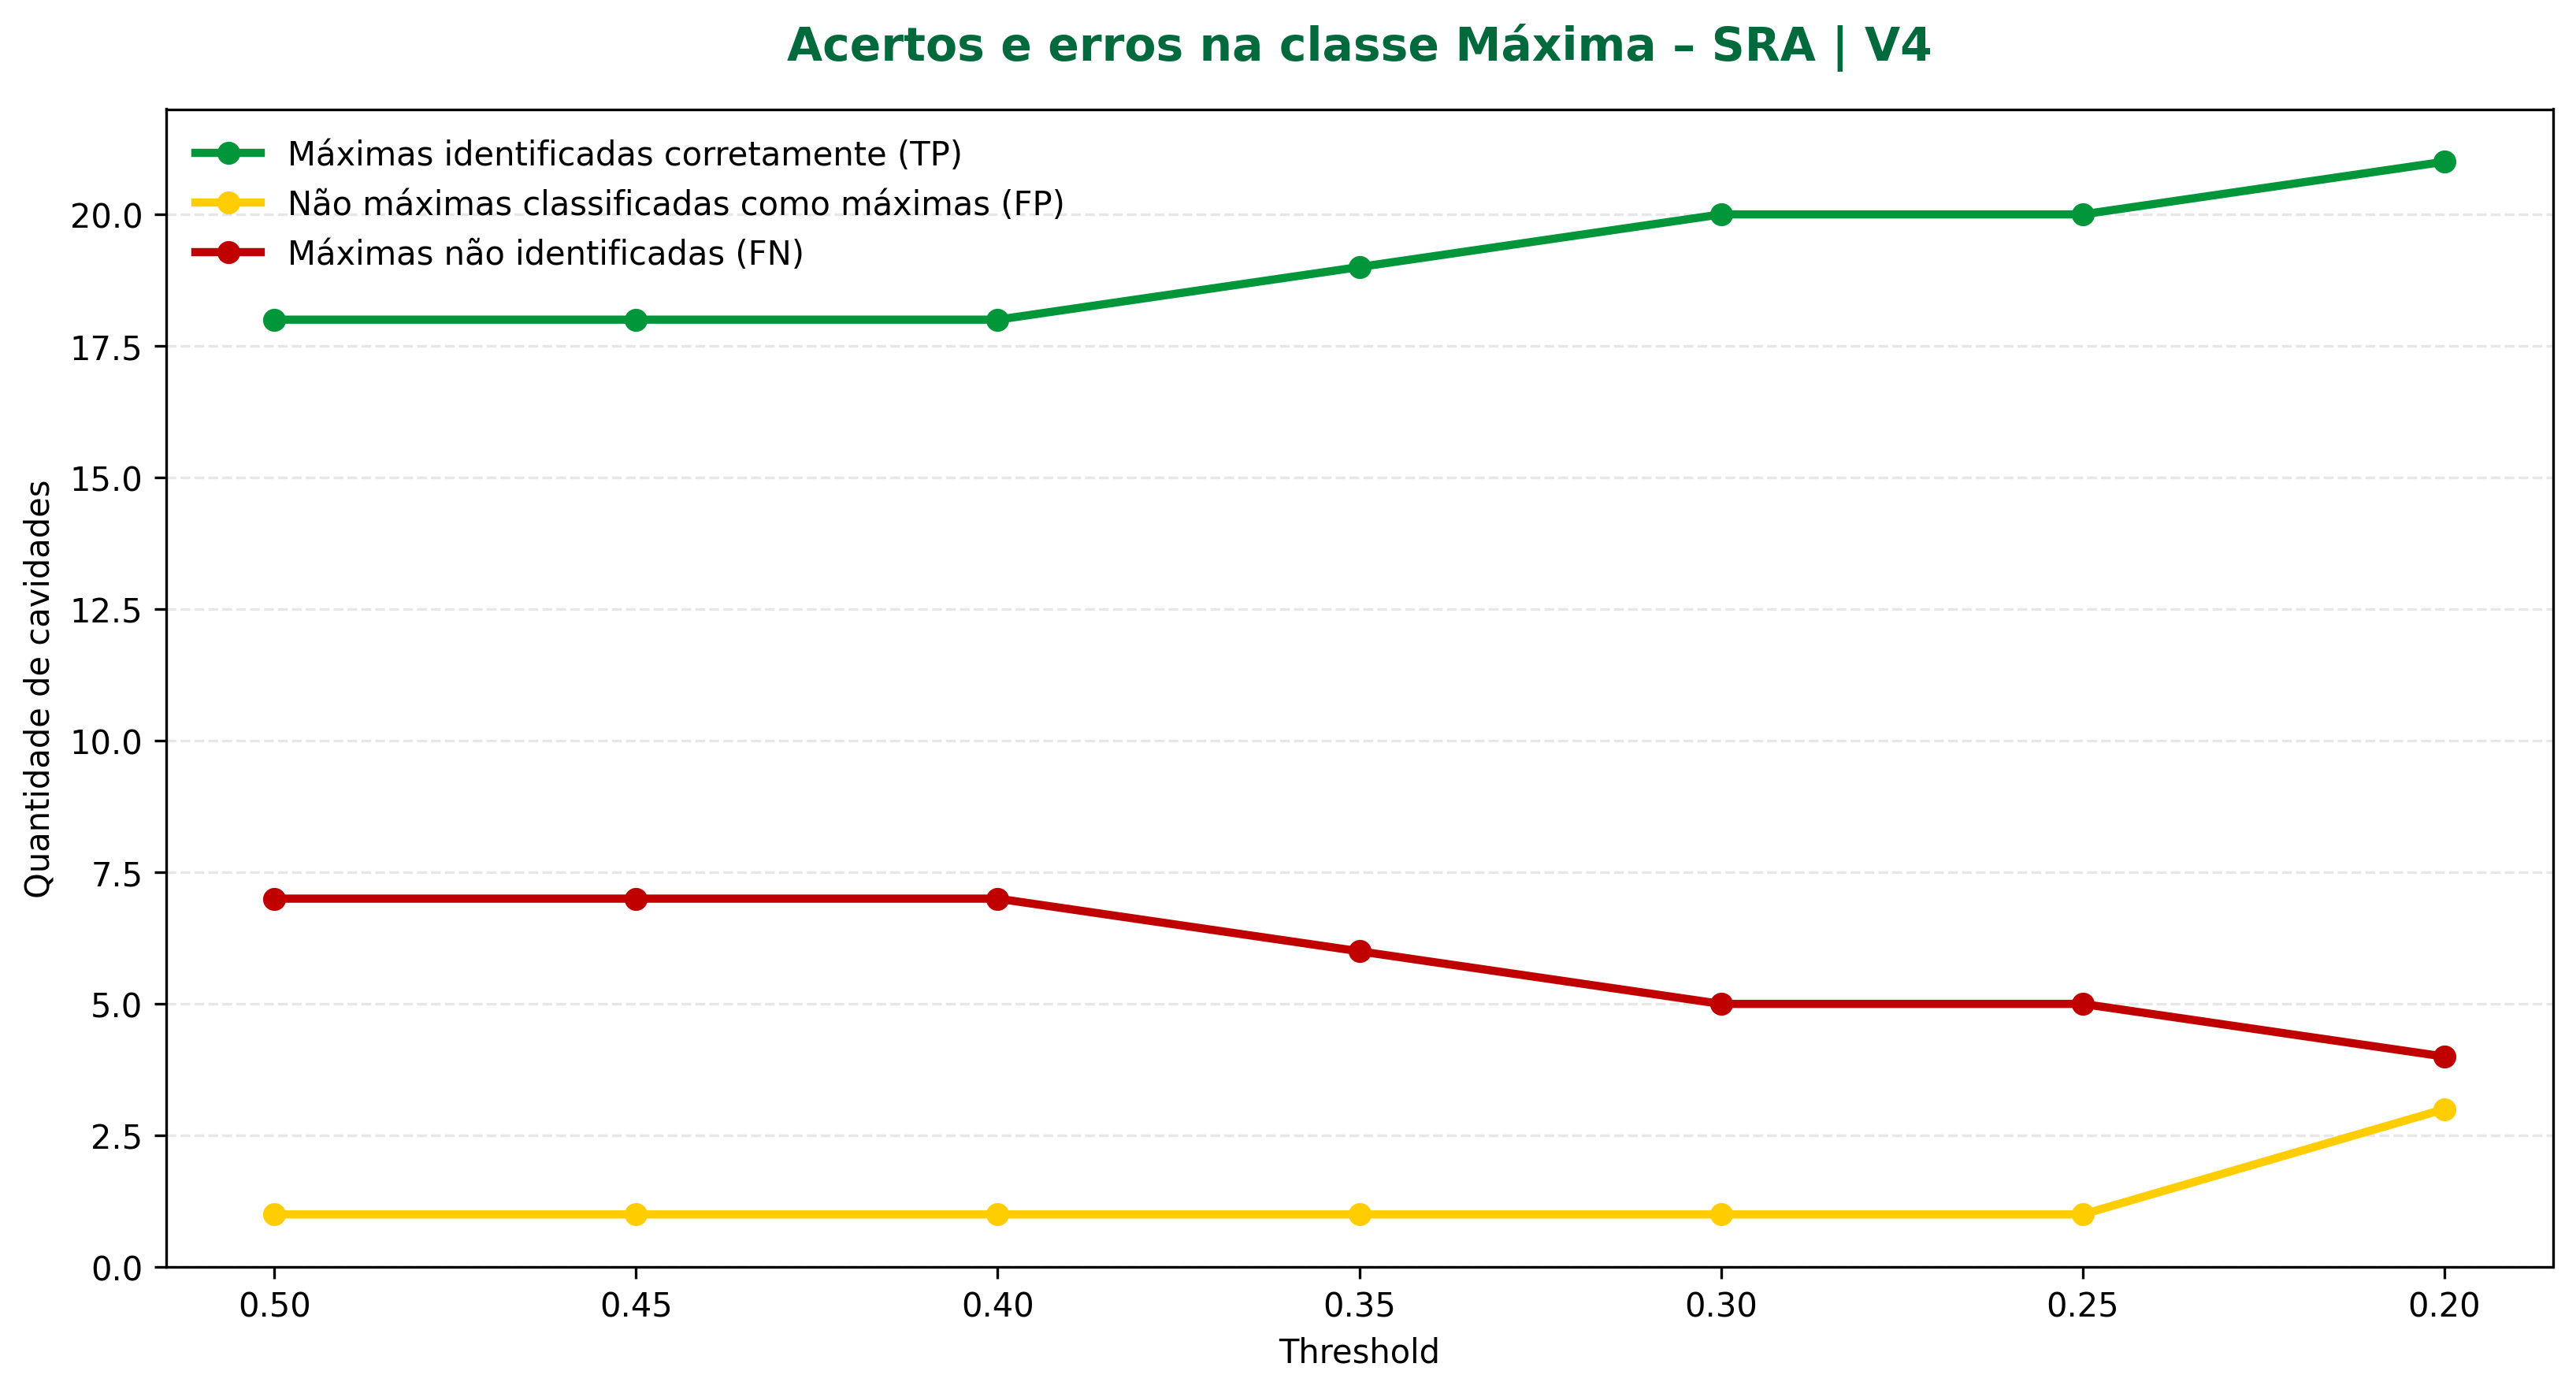 Acertos e erros na classe Máxima – SRA | V4
Máximas identificadas corretamente (TP)
Não máximas classificadas como máximas (FP)
Máximas não identificadas (FN)
Quantidade de cavidades
20.0
17.5
15.0
12.5
10.0
7.5
5.0
2.5
0.0
0.50 0.45 0.40 0.35 0.30 0.25 0.20
Threshold